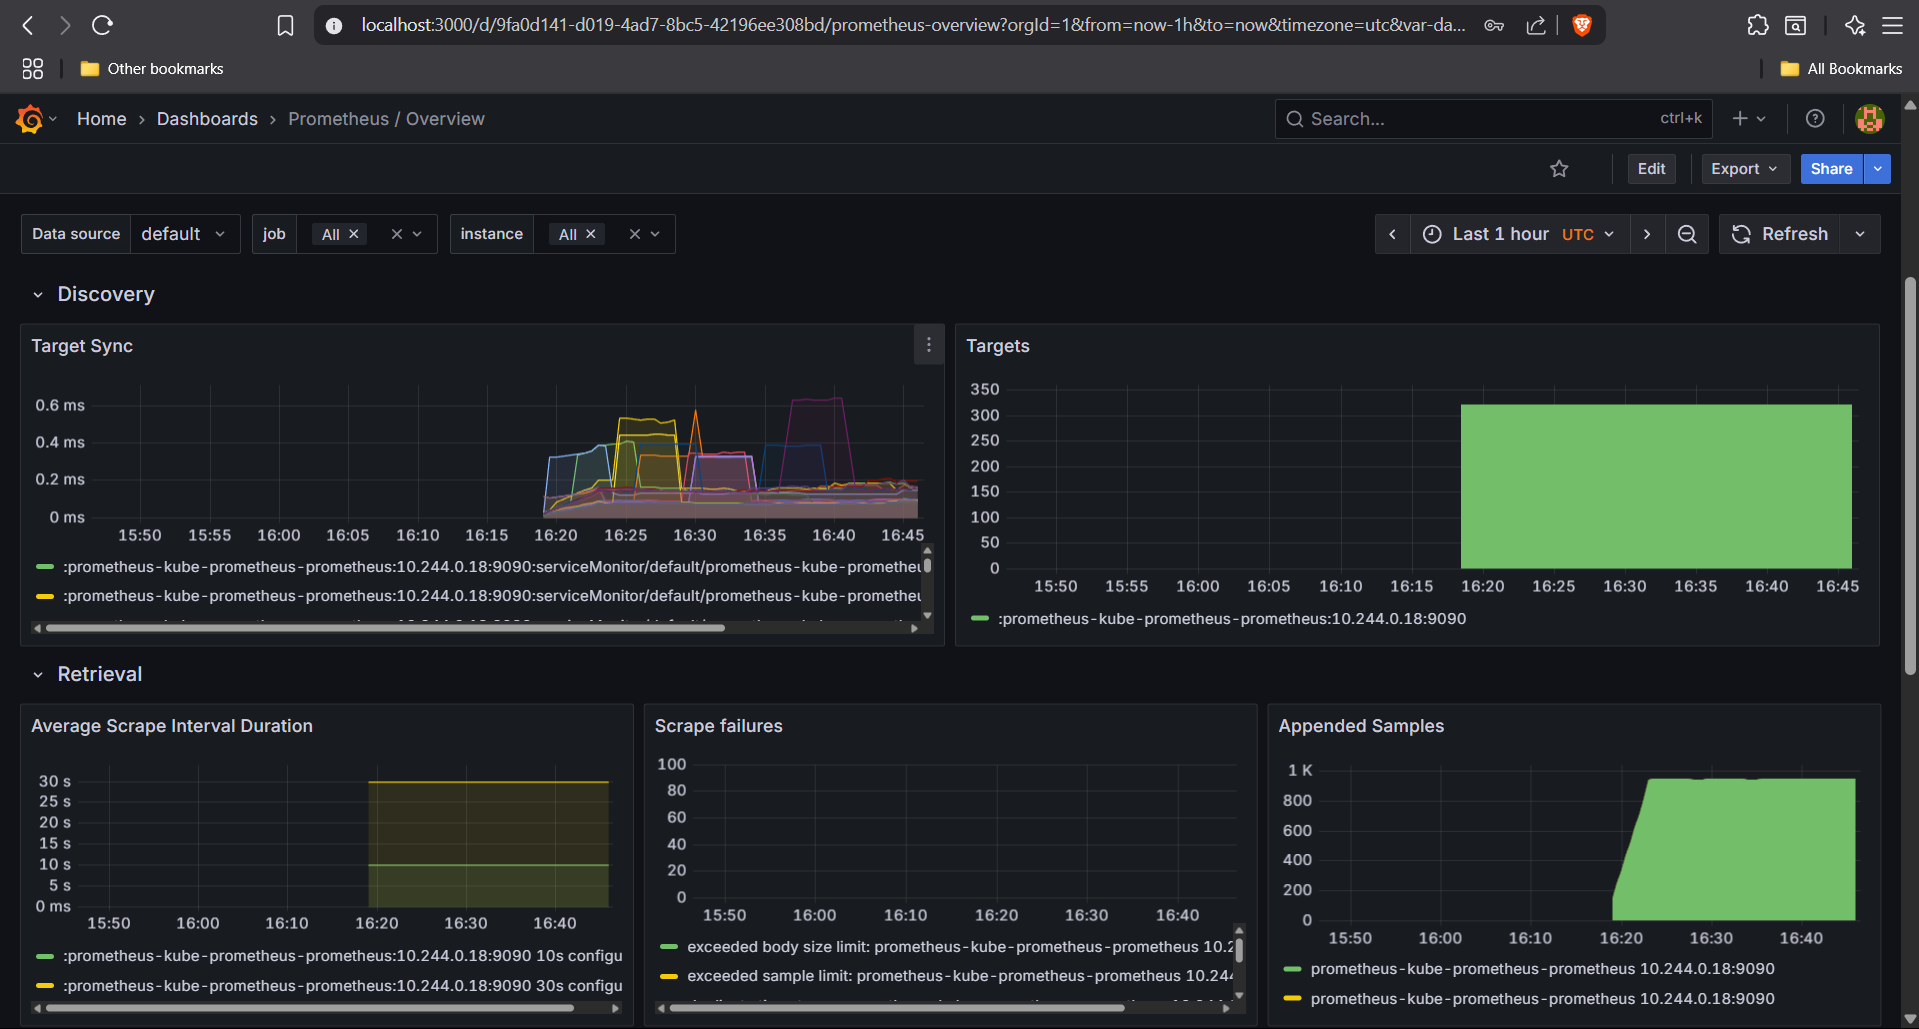 localhost:3000/d/9fa0d141-d019-4ad7-8bc5-42196ee308bd/prometheus-overview?orgId=1&from=now-1h&to=now&timezone=utc&var-da...
Other bookmarks
All Bookmarks
Home › Dashboards › Prometheus / Overview
Search...
ctrl+k
Edit
Export
Share
Data source default
job All
instance All
Last 1 hour UTC
Refresh
Discovery
Target Sync
0.6 ms
0.4 ms
0.2 ms
0 ms
15:50 15:55 16:00 16:05 16:10 16:15 16:20 16:25 16:30 16:35 16:40 16:45
:prometheus-kube-prometheus-prometheus:10.244.0.18:9090:serviceMonitor/default/prometheus-kube-prometheu
:prometheus-kube-prometheus-prometheus:10.244.0.18:9090:serviceMonitor/default/prometheus-kube-prometheu
Targets
350
300
250
200
150
100
50
0
15:50 15:55 16:00 16:05 16:10 16:15 16:20 16:25 16:30 16:35 16:40 16:45
:prometheus-kube-prometheus-prometheus:10.244.0.18:9090
Retrieval
Average Scrape Interval Duration
30 s
25 s
20 s
15 s
10 s
5 s
0 ms
15:50 16:00 16:10 16:20 16:30 16:40
:prometheus-kube-prometheus-prometheus:10.244.0.18:9090 10s configu
:prometheus-kube-prometheus-prometheus:10.244.0.18:9090 30s configu
Scrape failures
100
80
60
40
20
0
15:50 16:00 16:10 16:20 16:30 16:40
exceeded body size limit: prometheus-kube-prometheus-prometheus 10.2
exceeded sample limit: prometheus-kube-prometheus-prometheus 10.244
Appended Samples
1 K
800
600
400
200
0
15:50 16:00 16:10 16:20 16:30 16:40
prometheus-kube-prometheus-prometheus 10.244.0.18:9090
prometheus-kube-prometheus-prometheus 10.244.0.18:9090